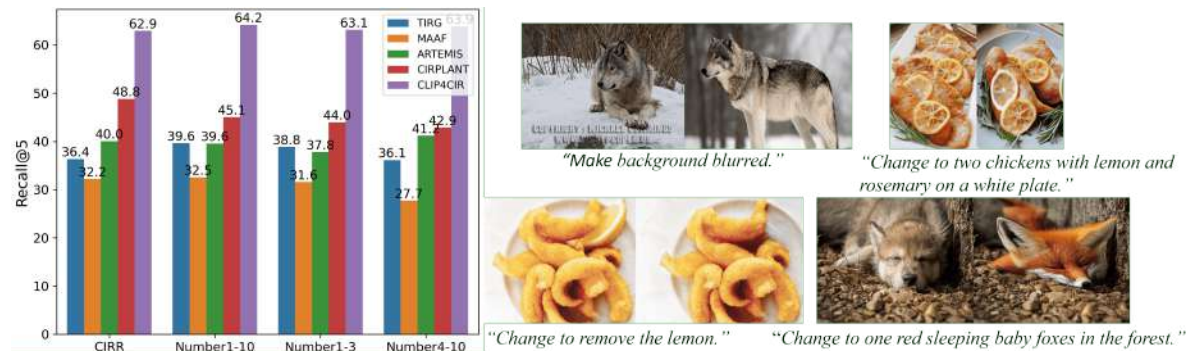 60
50
40
30
20
10
0
Recall@5
TIRG
MAAF
ARTEMIS
CIRPLANT
CLIP4CIR
36.4
32.2
40.0
48.8
62.9
39.6
32.5
39.6
45.1
64.2
38.8
31.6
37.8
44.0
63.1
36.1
27.7
41.2
42.9
63.9
CIRR
Number1-10
Number1-3
Number4-10
COPYRIGHT - MICHAEL
“Make background blurred.”
“Change to two chickens with lemon and
rosemary on a white plate.”
“Change to remove the lemon.”
“Change to one red sleeping baby foxes in the forest.”